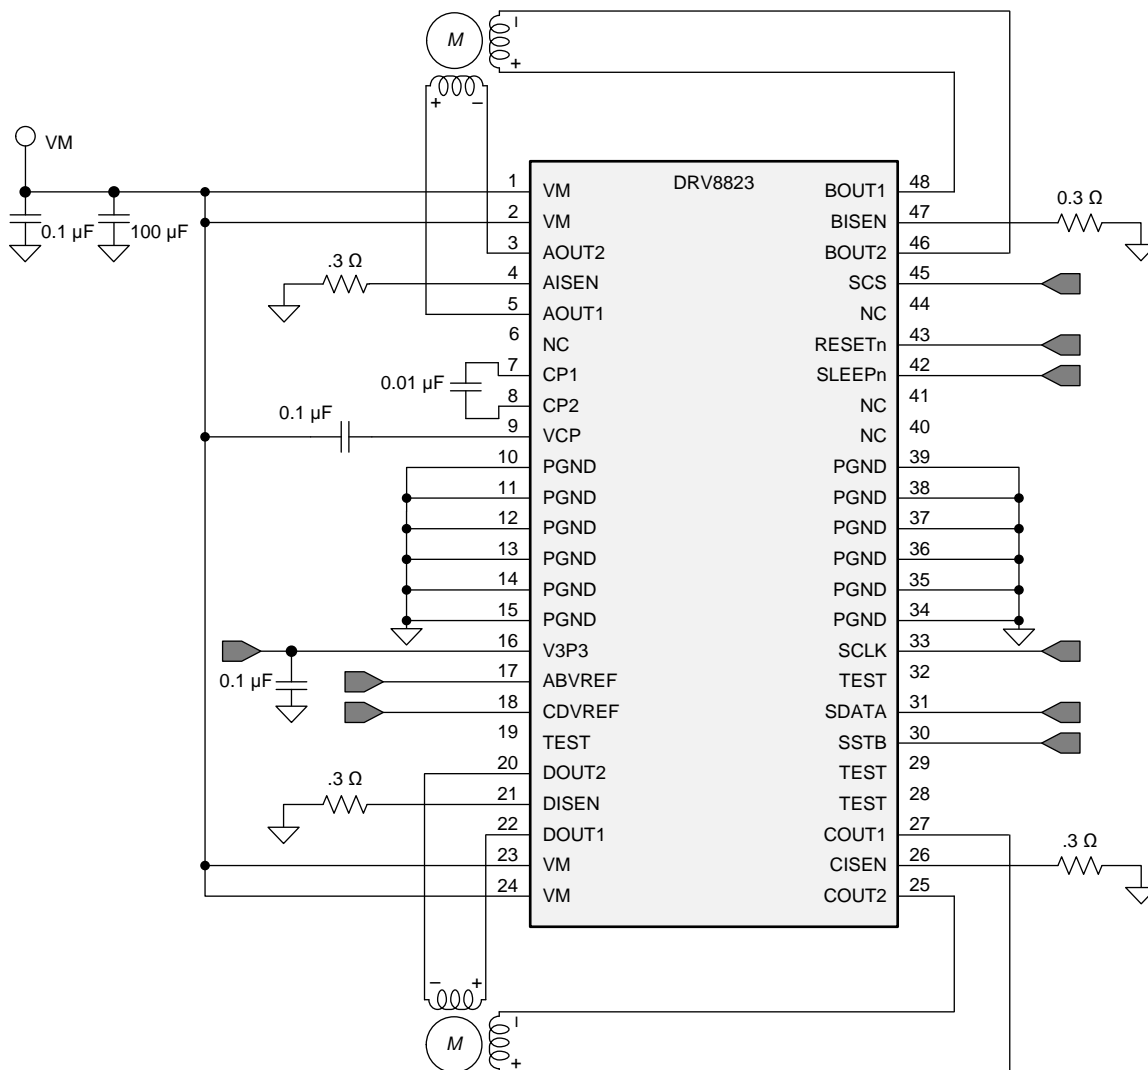 M
−
+
+ −
VM
0.1 µF
100 µF
DRV8823
1 VM
2 VM
3 AOUT2
.3 Ω
4 AISEN
5 AOUT1
6 NC
7 CP1
0.01 µF
8 CP2
0.1 µF
9 VCP
10 PGND
11 PGND
12 PGND
13 PGND
14 PGND
15 PGND
16 V3P3
0.1 µF
17 ABVREF
18 CDVREF
19 TEST
20 DOUT2
.3 Ω
21 DISEN
22 DOUT1
23 VM
24 VM
BOUT1 48
BISEN 47
0.3 Ω
BOUT2 46
SCS 45
NC 44
RESETn 43
SLEEPn 42
NC 41
NC 40
PGND 39
PGND 38
PGND 37
PGND 36
PGND 35
PGND 34
SCLK 33
TEST 32
SDATA 31
SSTB 30
TEST 29
TEST 28
COUT1 27
CISEN 26
.3 Ω
COUT2 25
− +
M
−
+